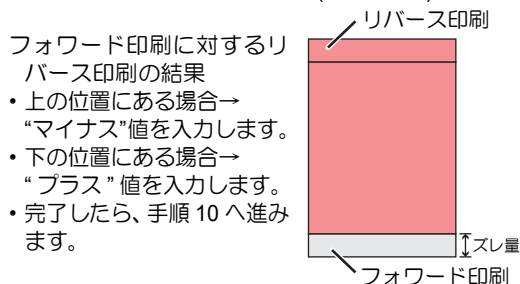 リバース印刷
フォワード印刷に対するリ
バース印刷の結果
• 上の位置にある場合→
“マイナス”値を入力します。
• 下の位置にある場合→
“ プラス ” 値を入力します。
• 完了したら、手順 10 へ進み
ます。
ズレ量
フォワード印刷